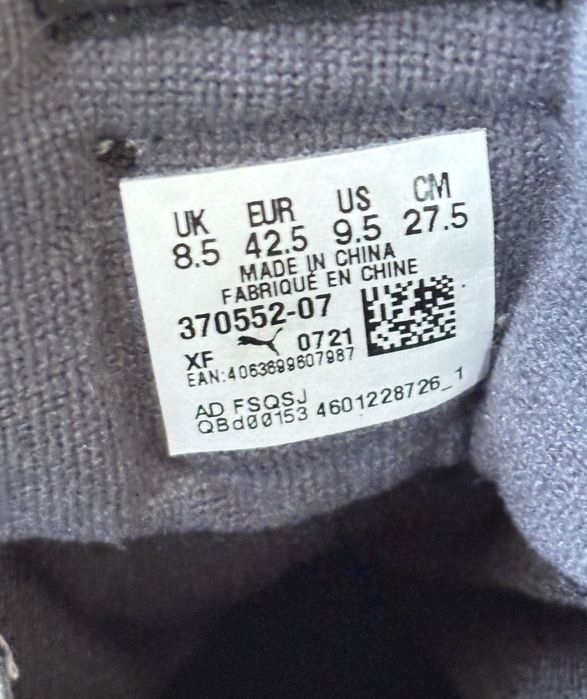 UK EUR US CM
8.5 42.5 9.5 27.5
MADE IN CHINA
FABRIQUÉ EN CHINE
370552-07
XF 0721
EAN:4063699607987
AD FSQSJ
QBd00153 4601228726_1